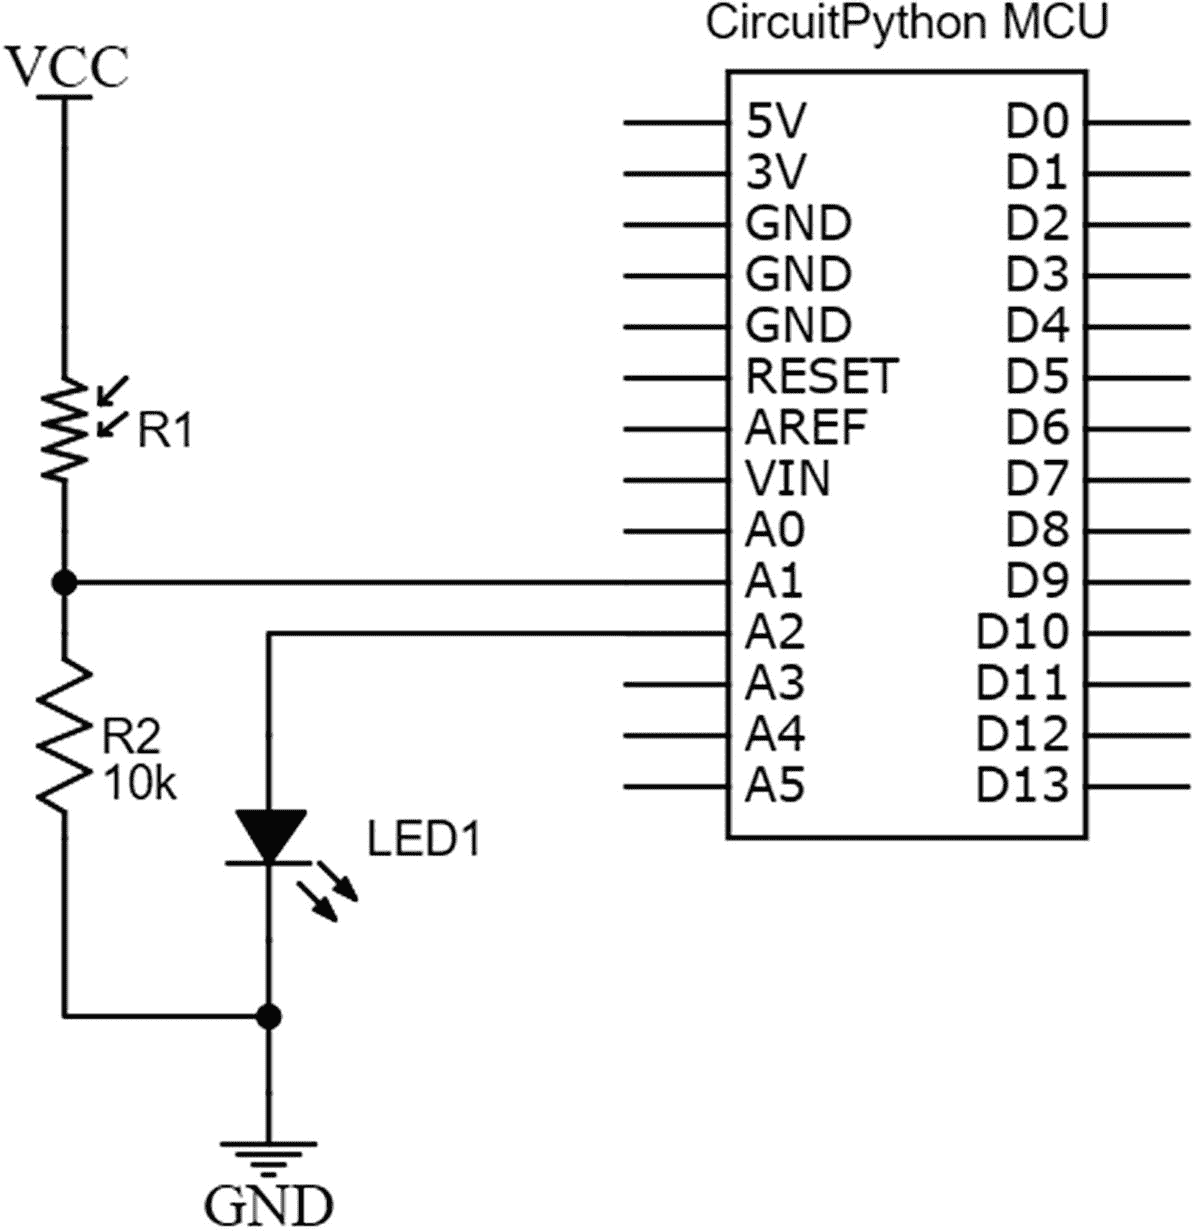 CircuitPython MCU
VCC
5V D0
3V D1
GND D2
GND D3
GND D4
RESET D5
AREF D6
VIN D7
A0 D8
A1 D9
A2 D10
A3 D11
A4 D12
A5 D13
R1
R2
10k
LED1
GND